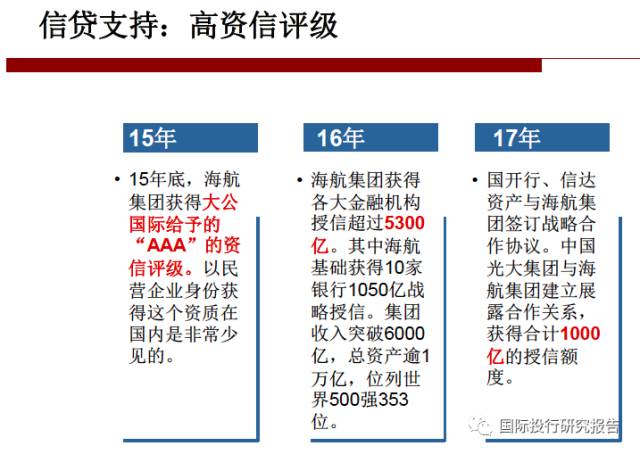 信贷支持：高资信评级
15年
• 15年底，海航
集团获得大公
国际给予的
“AAA”的资
信评级。以民
营企业身份获
得这个资质在
国内是非常少
见的。
16年
• 海航集团获得
各大金融机构
授信超过5300
亿。其中海航
基础获得10家
银行1050亿战
略授信。集团
收入突破6000
亿，总资产逾1
万亿，位列世
界500强353
位。
17年
• 国开行、信达
资产与海航集
团签订战略合
作协议。中国
光大集团与海
航集团建立展
露合作关系，
获得合计1000
亿的授信额
度。
国际投行研究报告